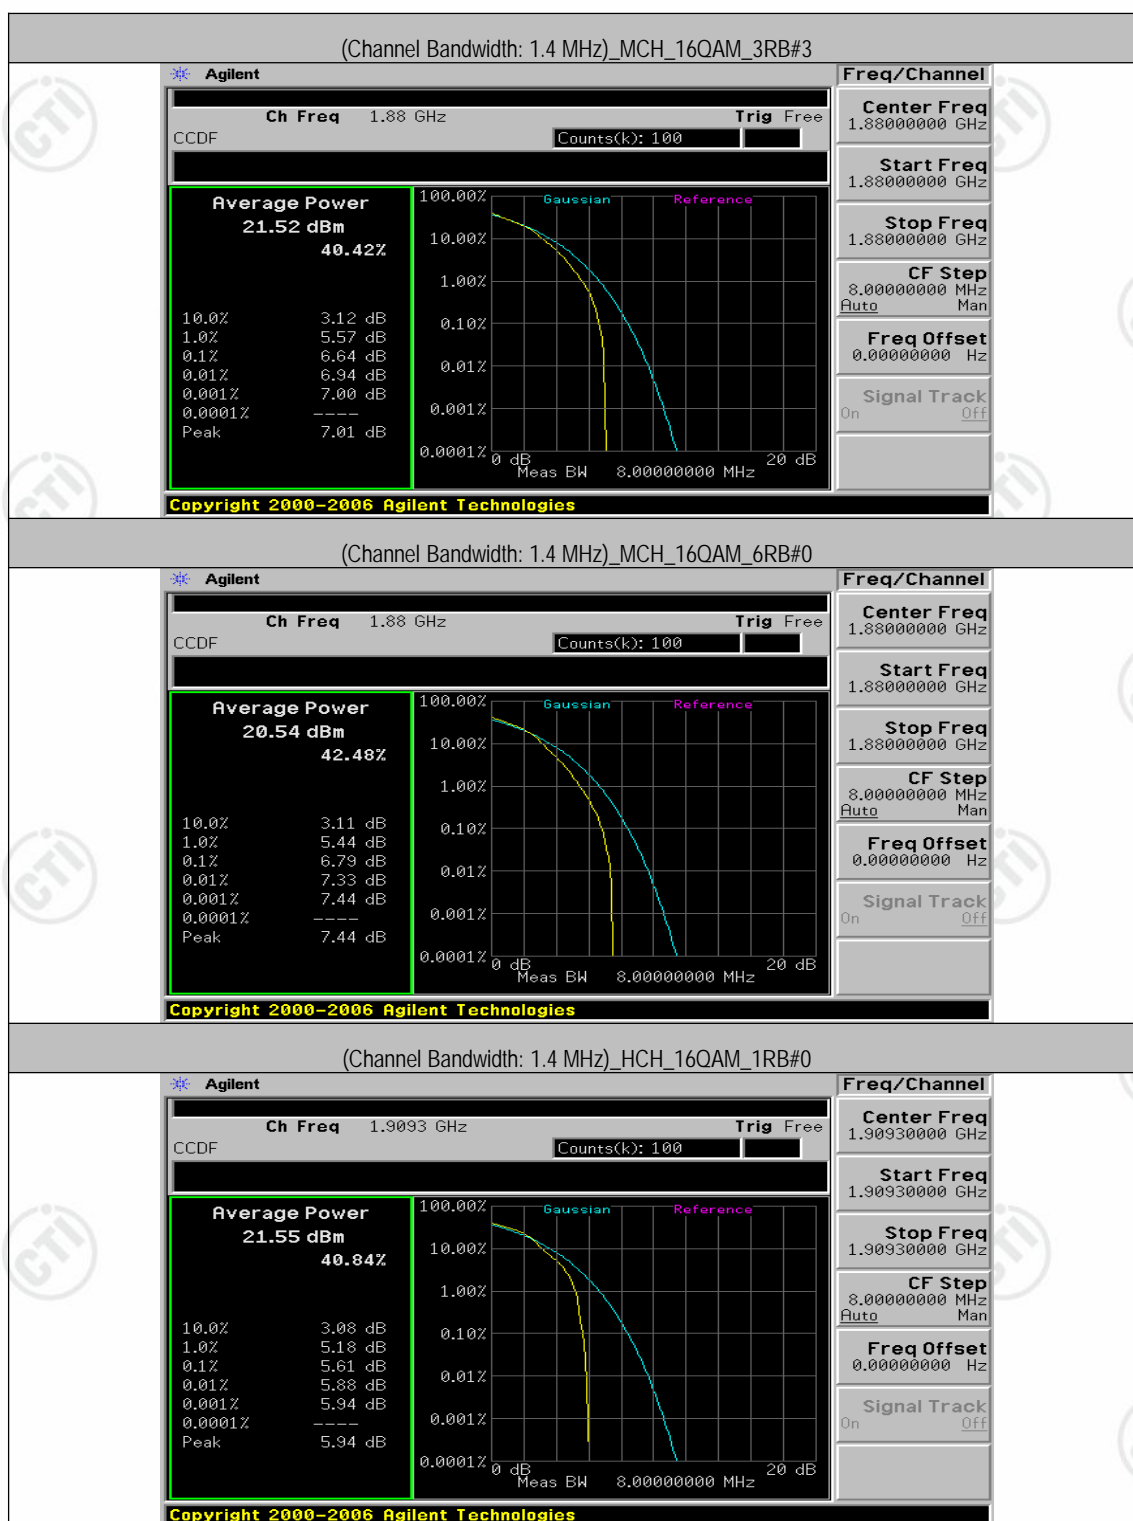 (Channel Bandwidth: 1.4 MHz)_MCH_16QAM_3RB#3
Agilent
Freq/Channel
Ch Freq 1.88 GHz
Trig Free
CCDF
Counts(k): 100
Center Freq
1.88000000 GHz
Start Freq
1.88000000 GHz
Stop Freq
1.88000000 GHz
CF Step
8.00000000 MHz
Auto Man
Freq Offset
0.00000000 Hz
Signal Track
On Off
Average Power
21.52 dBm
40.42%
10.0% 3.12 dB
1.0% 5.57 dB
0.1% 6.64 dB
0.01% 6.94 dB
0.001% 7.00 dB
0.0001% ----
Peak 7.01 dB
Gaussian Reference
100.00%
10.00%
1.00%
0.10%
0.01%
0.001%
0.0001%
0 dB 20 dB
Meas BW 8.00000000 MHz
Copyright 2000-2006 Agilent Technologies
(Channel Bandwidth: 1.4 MHz)_MCH_16QAM_6RB#0
Agilent
Freq/Channel
Ch Freq 1.88 GHz
Trig Free
CCDF
Counts(k): 100
Center Freq
1.88000000 GHz
Start Freq
1.88000000 GHz
Stop Freq
1.88000000 GHz
CF Step
8.00000000 MHz
Auto Man
Freq Offset
0.00000000 Hz
Signal Track
On Off
Average Power
20.54 dBm
42.48%
10.0% 3.11 dB
1.0% 5.44 dB
0.1% 6.79 dB
0.01% 7.33 dB
0.001% 7.44 dB
0.0001% ----
Peak 7.44 dB
Gaussian Reference
100.00%
10.00%
1.00%
0.10%
0.01%
0.001%
0.0001%
0 dB 20 dB
Meas BW 8.00000000 MHz
Copyright 2000-2006 Agilent Technologies
(Channel Bandwidth: 1.4 MHz)_HCH_16QAM_1RB#0
Agilent
Freq/Channel
Ch Freq 1.9093 GHz
Trig Free
CCDF
Counts(k): 100
Center Freq
1.90930000 GHz
Start Freq
1.90930000 GHz
Stop Freq
1.90930000 GHz
CF Step
8.00000000 MHz
Auto Man
Freq Offset
0.00000000 Hz
Signal Track
On Off
Average Power
21.55 dBm
40.84%
10.0% 3.08 dB
1.0% 5.18 dB
0.1% 5.61 dB
0.01% 5.88 dB
0.001% 5.94 dB
0.0001% ----
Peak 5.94 dB
Gaussian Reference
100.00%
10.00%
1.00%
0.10%
0.01%
0.001%
0.0001%
0 dB 20 dB
Meas BW 8.00000000 MHz
Copyright 2000-2006 Agilent Technologies
CTI
CTI
CTI
CTI
CTI
CTI
CTI
CTI